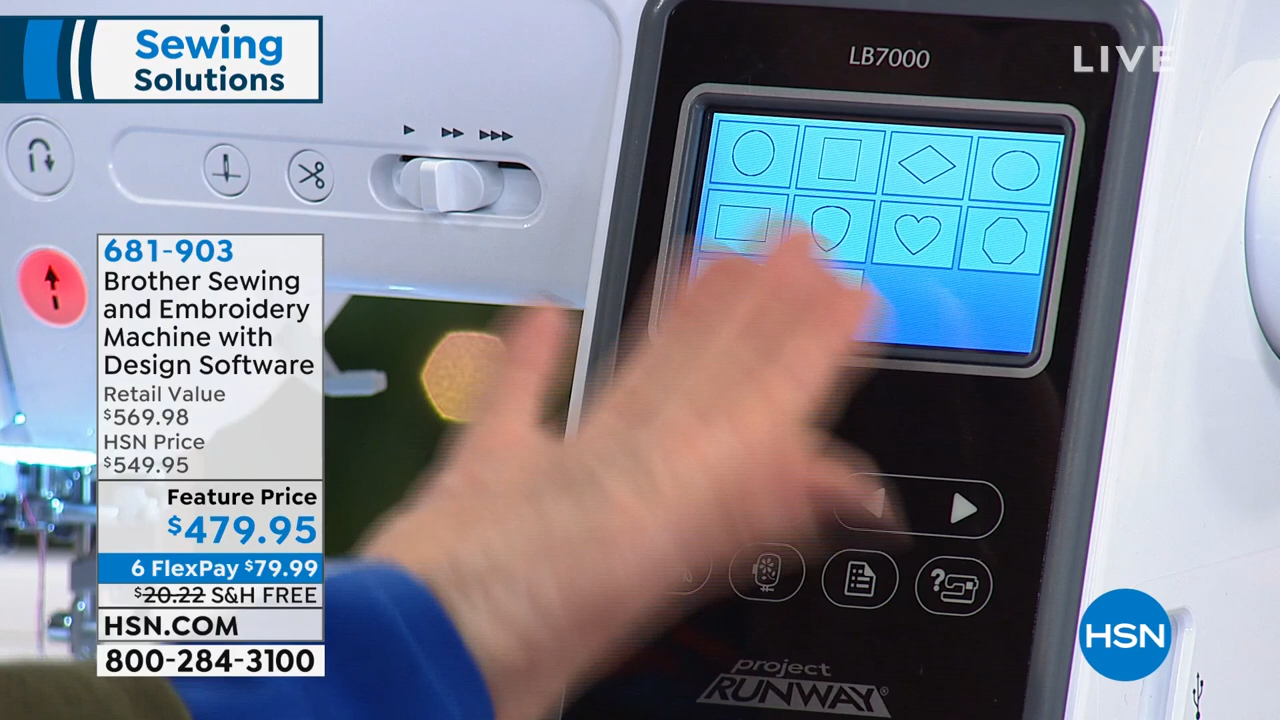 Sewing
Solutions
LB7000
LIVE
681-903
Brother Sewing
and Embroidery
Machine with
Design Software
Retail Value
$569.98
HSN Price
$549.95
Feature Price
$479.95
6 FlexPay $79.99
$20.22 S&H FREE
HSN.COM
800-284-3100
project
RUNWAY®
HSN